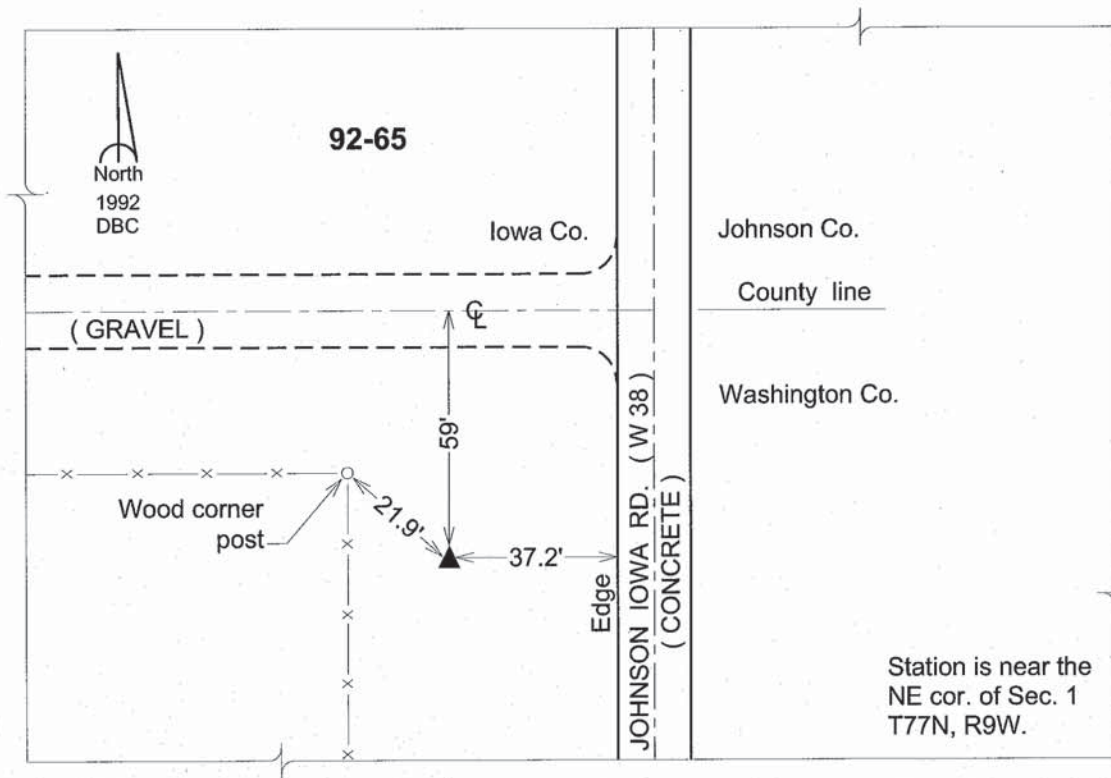 92-65
North
1992
DBC
Iowa Co.
Johnson Co.
County line
℄
( GRAVEL )
Washington Co.
59'
Wood corner
post
21.9'
37.2'
Edge
JOHNSON IOWA RD. ( W 38 )
( CONCRETE )
Station is near the
NE cor. of Sec. 1
T77N, R9W.